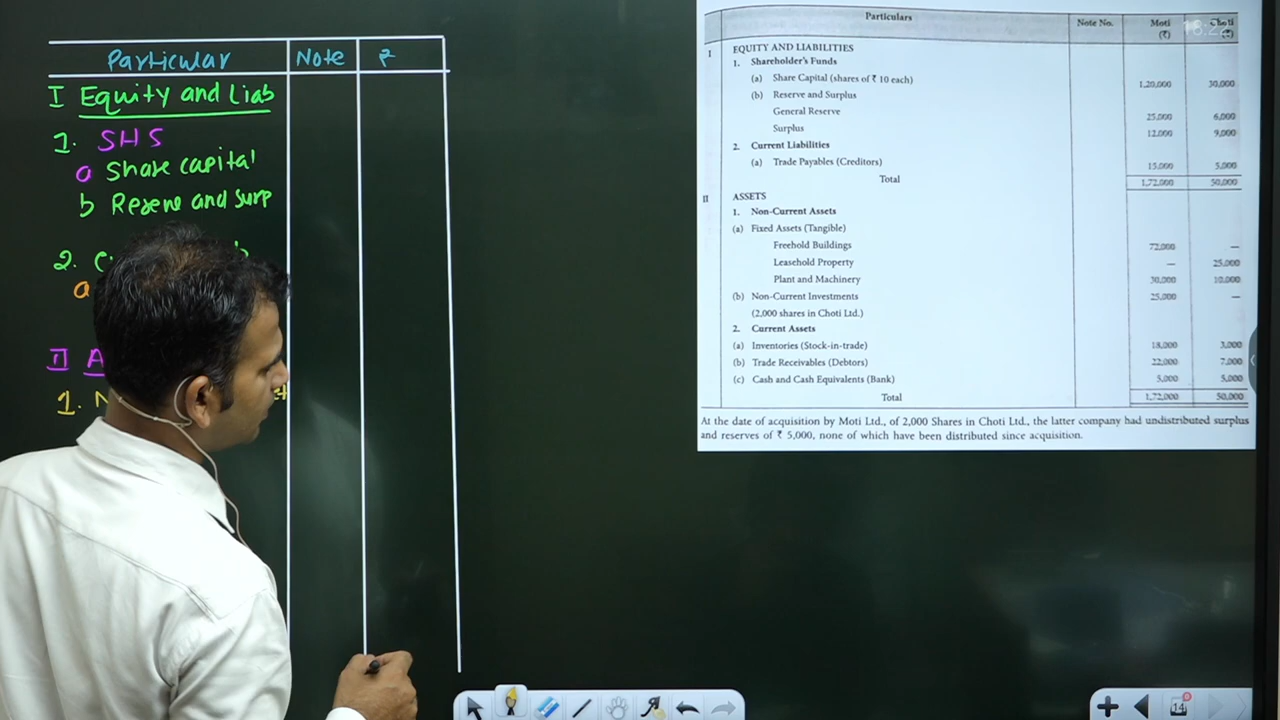 Particular Note ₹
I Equity and Liab
1. SHS
a Share capital
b Reserve and Surp
2. C
a
II A
1. N
Particulars Note No. Moti (₹) Choti (₹)
18:22
I EQUITY AND LIABILITIES
1. Shareholder's Funds
(a) Share Capital (shares of ₹ 10 each) 1,20,000 30,000
(b) Reserve and Surplus
General Reserve 25,000 6,000
Surplus 12,000 9,000
2. Current Liabilities
(a) Trade Payables (Creditors) 15,000 5,000
Total 1,72,000 50,000
II ASSETS
1. Non-Current Assets
(a) Fixed Assets (Tangible)
Freehold Buildings 72,000 —
Leasehold Property — 25,000
Plant and Machinery 30,000 10,000
(b) Non-Current Investments 25,000 —
(2,000 shares in Choti Ltd.)
2. Current Assets
(a) Inventories (Stock-in-trade) 18,000 3,000
(b) Trade Receivables (Debtors) 22,000 7,000
(c) Cash and Cash Equivalents (Bank) 5,000 5,000
Total 1,72,000 50,000
At the date of acquisition by Moti Ltd., of 2,000 Shares in Choti Ltd., the latter company had undistributed surplus
and reserves of ₹ 5,000, none of which have been distributed since acquisition.
14